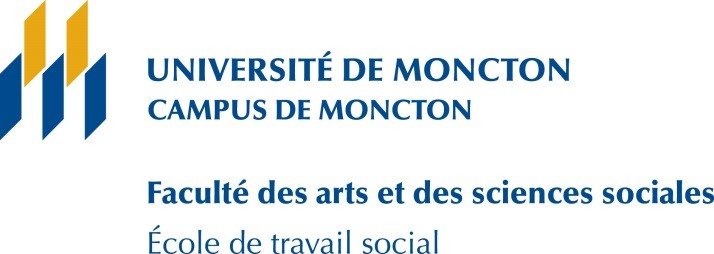 UNIVERSITÉ DE MONCTON
CAMPUS DE MONCTON
Faculté des arts et des sciences sociales
École de travail social